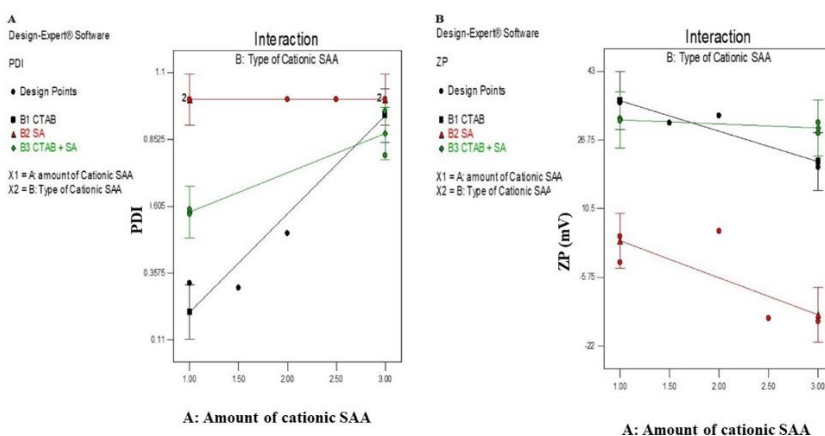 A
Design-Expert® Software
PDI
Design Points
B1 CTAB
B2 SA
B3 CTAB + SA
X1 = A: amount of Cationic SAA
X2 = B: Type of Cationic SAA
Interaction
B: Type of Cationic SAA
PDI
1.1
0.8525
0.3575
0.11
2
2
1.00
1.50
2.00
2.50
3.00
A: Amount of cationic SAA
B
Design-Expert® Software
ZP
Design Points
B1 CTAB
B2 SA
B3 CTAB + SA
X1 = A: amount of Cationic SAA
X2 = B: Type of Cationic SAA
Interaction
B: Type of Cationic SAA
ZP (mV)
43
26.75
10.5
-5.75
-22
1.00
1.50
2.00
2.50
3.00
A: Amount of cationic SAA